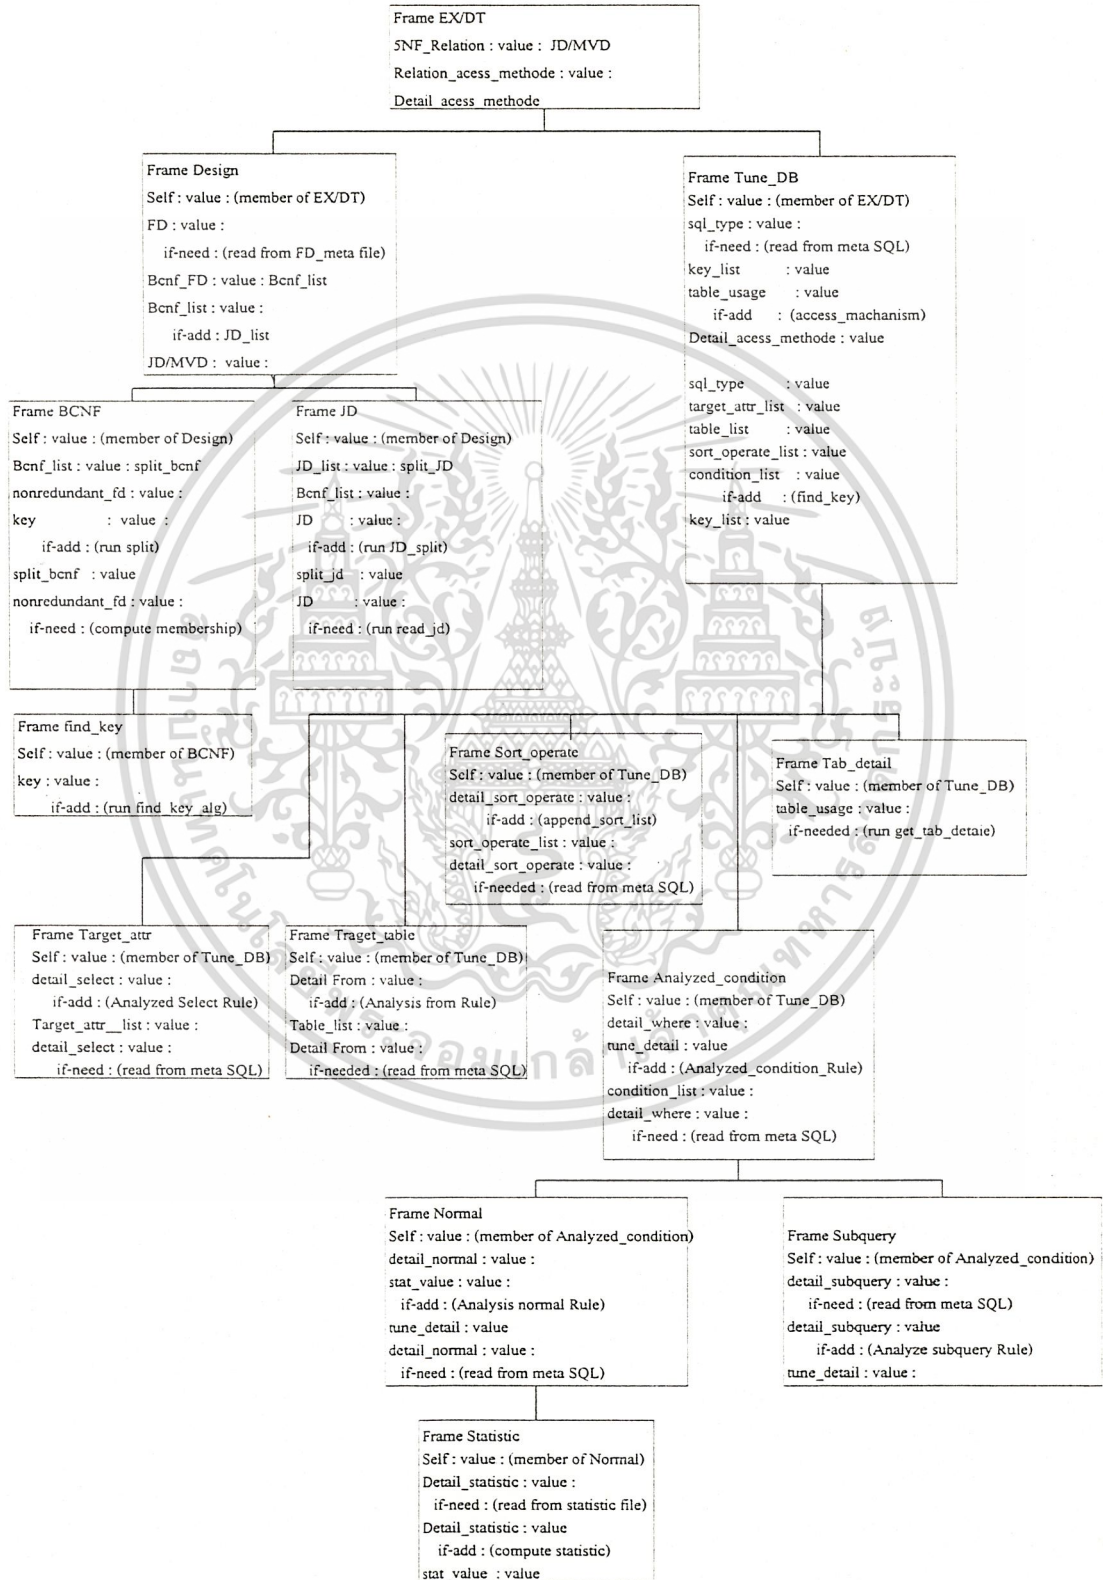 Frame EX/DT
5NF_Relation : value : JD/MVD
Relation_acess_methode : value :
Detail_acess_methode
Frame Design
Self : value : (member of EX/DT)
FD : value :
if-need : (read from FD_meta file)
Bcnf_FD : value : Bcnf_list
Bcnf_list : value :
if-add : JD_list
JD/MVD : value :
Frame Tune_DB
Self : value : (member of EX/DT)
sql_type : value :
if-need : (read from meta SQL)
key_list : value
table_usage : value
if-add : (access_machanism)
Detail_acess_methode : value
sql_type : value
target_attr_list : value
table_list : value
sort_operate_list : value
condition_list : value
if-add : (find_key)
key_list : value
Frame BCNF
Self : value : (member of Design)
Bcnf_list : value : split_bcnf
nonredundant_fd : value :
key : value :
if-add : (run split)
split_bcnf : value
nonredundant_fd : value :
if-need : (compute membership)
Frame JD
Self : value : (member of Design)
JD_list : value : split_JD
Bcnf_list : value :
JD : value :
if-add : (run JD_split)
split_jd : value
JD : value :
if-need : (run read_jd)
Frame find_key
Self : value : (member of BCNF)
key : value :
if-add : (run find_key_alg)
Frame Sort_operate
Self : value : (member of Tune_DB)
detail_sort_operate : value :
if-add : (append_sort_list)
sort_operate_list : value :
detail_sort_operate : value :
if-needed : (read from meta SQL)
Frame Tab_detail
Self : value : (member of Tune_DB)
table_usage : value :
if-needed : (run get_tab_detaie)
Frame Target_attr
Self : value : (member of Tune_DB)
detail_select : value :
if-add : (Analyzed Select Rule)
Target_attr__list : value :
detail_select : value :
if-need : (read from meta SQL)
Frame Traget_table
Self : value : (member of Tune_DB)
Detail From : value :
if-add : (Analysis from Rule)
Table_list : value :
Detail From : value :
if-needed : (read from meta SQL)
Frame Analyzed_condition
Self : value : (member of Tune_DB)
detail_where : value :
tune_detail : value
if-add : (Analyzed_condition_Rule)
condition_list : value :
detail_where : value :
if-need : (read from meta SQL)
Frame Normal
Self : value : (member of Analyzed_condition)
detail_normal : value :
stat_value : value :
if-add : (Analysis normal Rule)
tune_detail : value
detail_normal : value :
if-need : (read from meta SQL)
Frame Subquery
Self : value : (member of Analyzed_condition)
detail_subquery : value :
if-need : (read from meta SQL)
detail_subquery : value
if-add : (Analyze subquery Rule)
tune_detail : value :
Frame Statistic
Self : value : (member of Normal)
Detail_statistic : value :
if-need : (read from statistic file)
Detail_statistic : value
if-add : (compute statistic)
stat_value : value